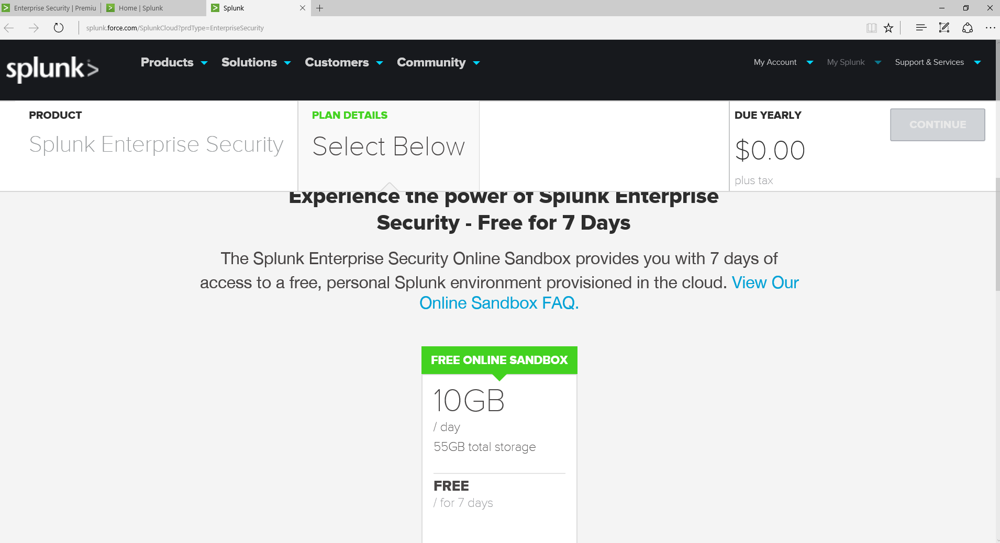 Enterprise Security | Premiu
Home | Splunk
Splunk
splunk.force.com/SplunkCloud?prdType=EnterpriseSecurity
splunk>
Products
Solutions
Customers
Community
My Account
My Splunk
Support & Services
PRODUCT
Splunk Enterprise Security
PLAN DETAILS
Select Below
DUE YEARLY
$0.00
plus tax
CONTINUE
Experience the power of Splunk Enterprise
Security - Free for 7 Days
The Splunk Enterprise Security Online Sandbox provides you with 7 days of
access to a free, personal Splunk environment provisioned in the cloud. View Our
Online Sandbox FAQ.
FREE ONLINE SANDBOX
10GB
/ day
55GB total storage
FREE
/ for 7 days